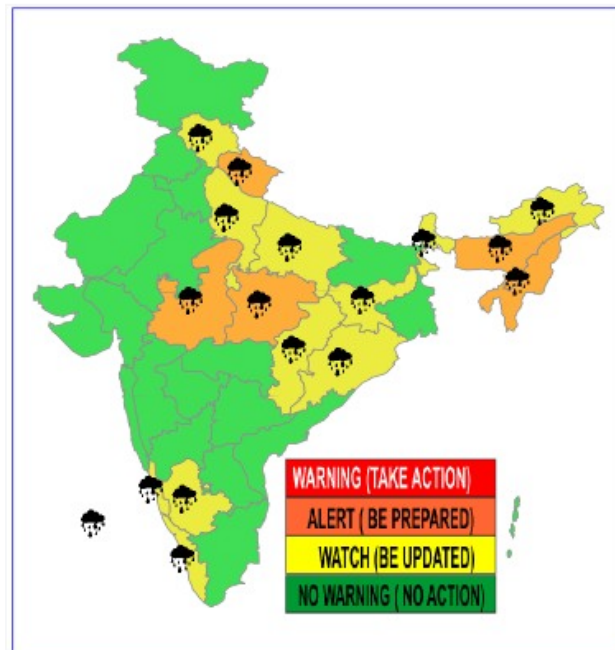 WARNING (TAKE ACTION)
ALERT ( BE PREPARED)
WATCH (BE UPDATED)
NO WARNING ( NO ACTION)